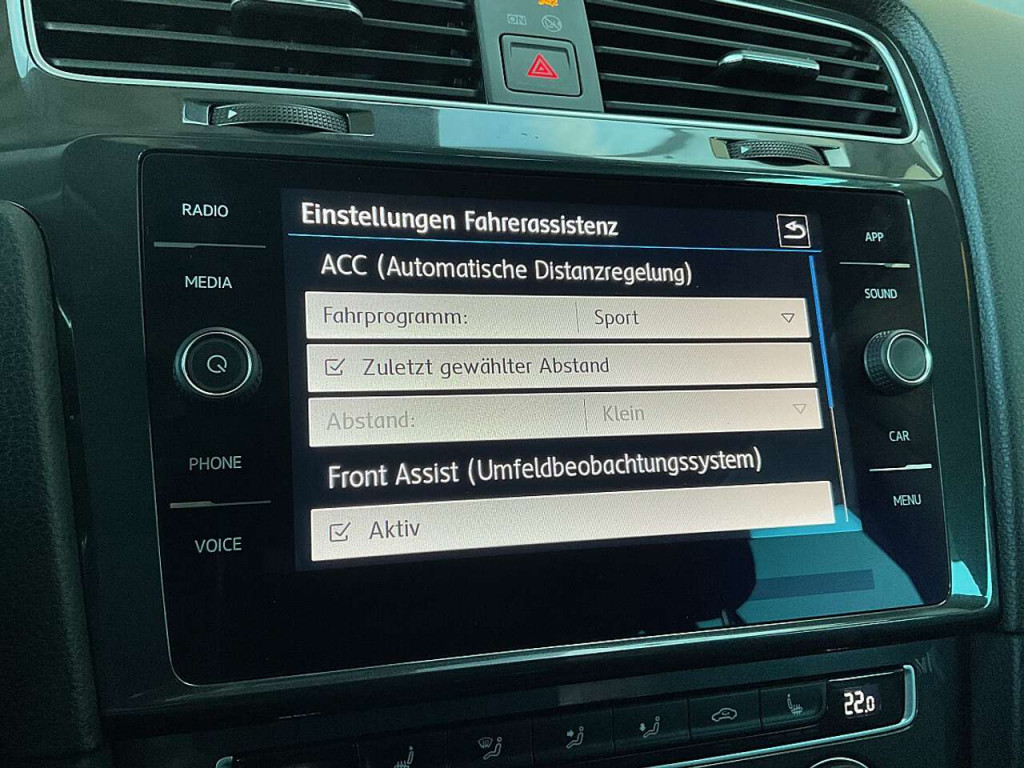 ON
RADIO
MEDIA
PHONE
VOICE
Einstellungen Fahrerassistenz
ACC (Automatische Distanzregelung)
Fahrprogramm: Sport
Zuletzt gewählter Abstand
Abstand: Klein
Front Assist (Umfeldbeobachtungssystem)
Aktiv
APP
SOUND
CAR
MENU
22.0